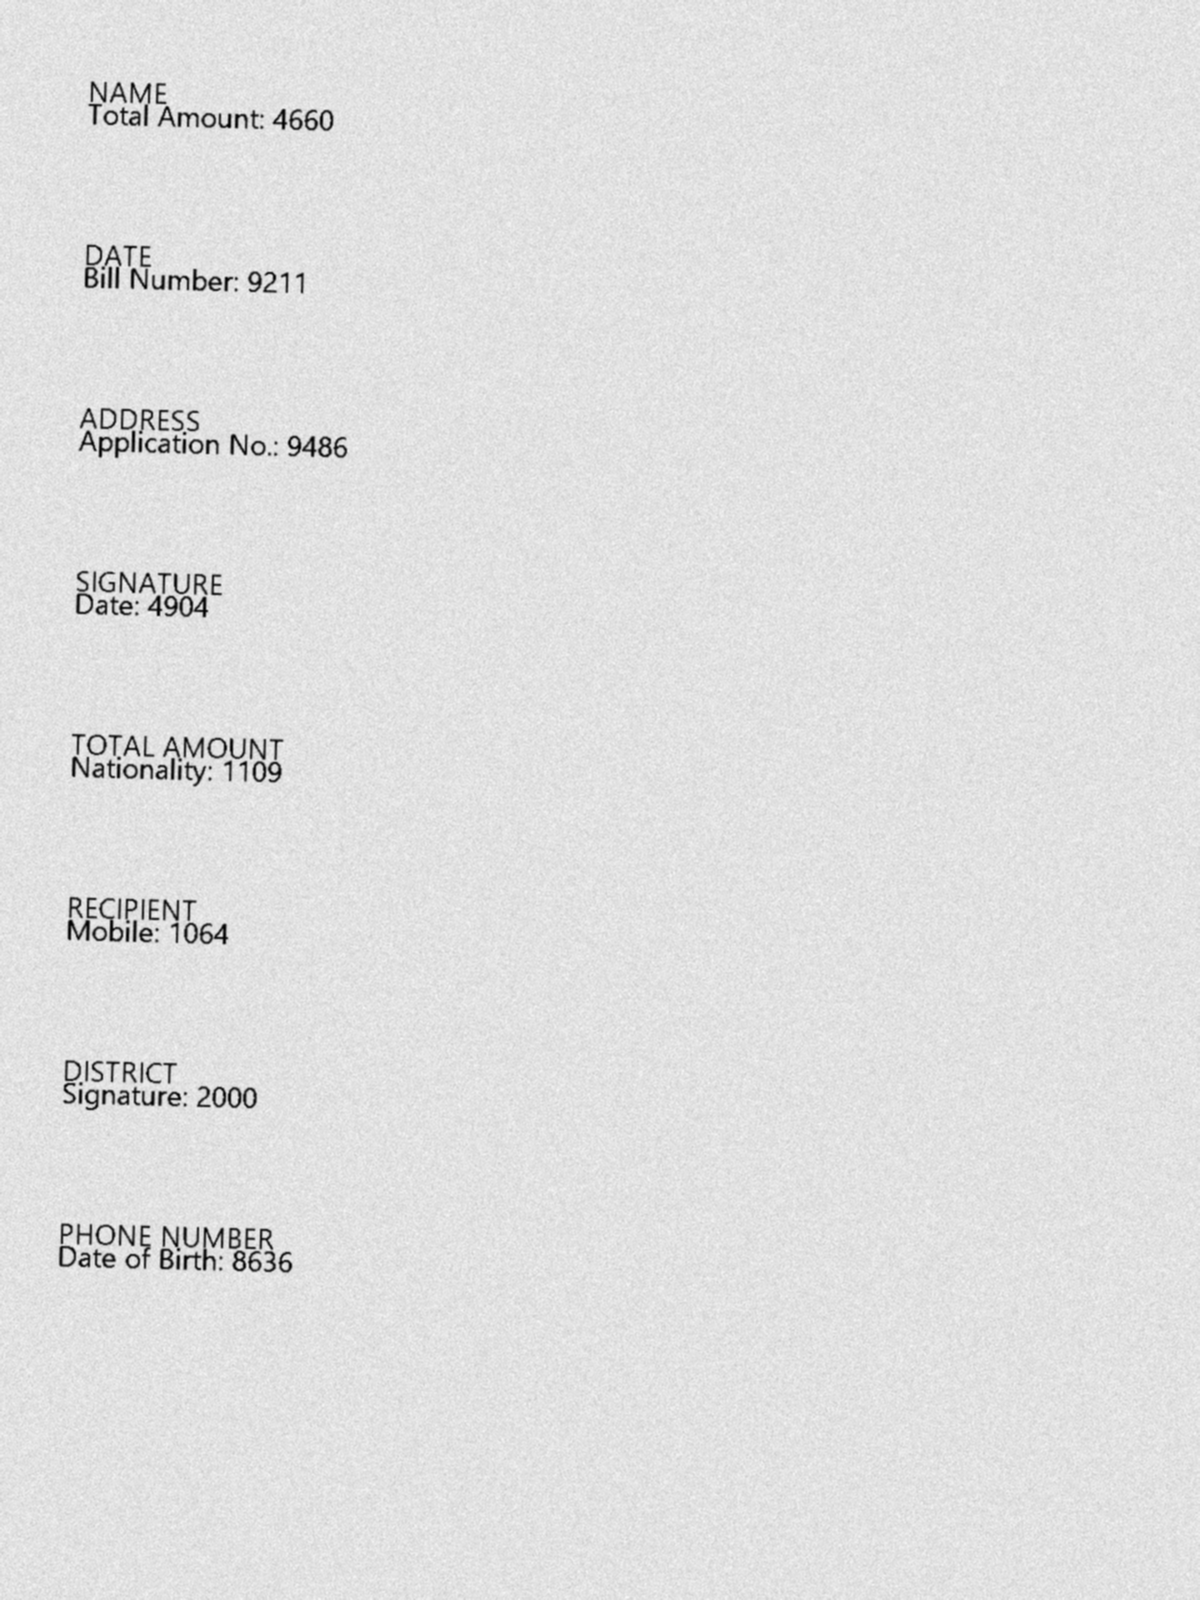 NAME
Total Amount: 4660
DATE
Bill Number: 9211
ADDRESS
Application No.: 9486
SIGNATURE
Date: 4904
TOTAL AMOUNT
Nationality: 1109
RECIPIENT
Mobile: 1064
DISTRICT
Signature: 2000
PHONE NUMBER
Date of Birth: 8636